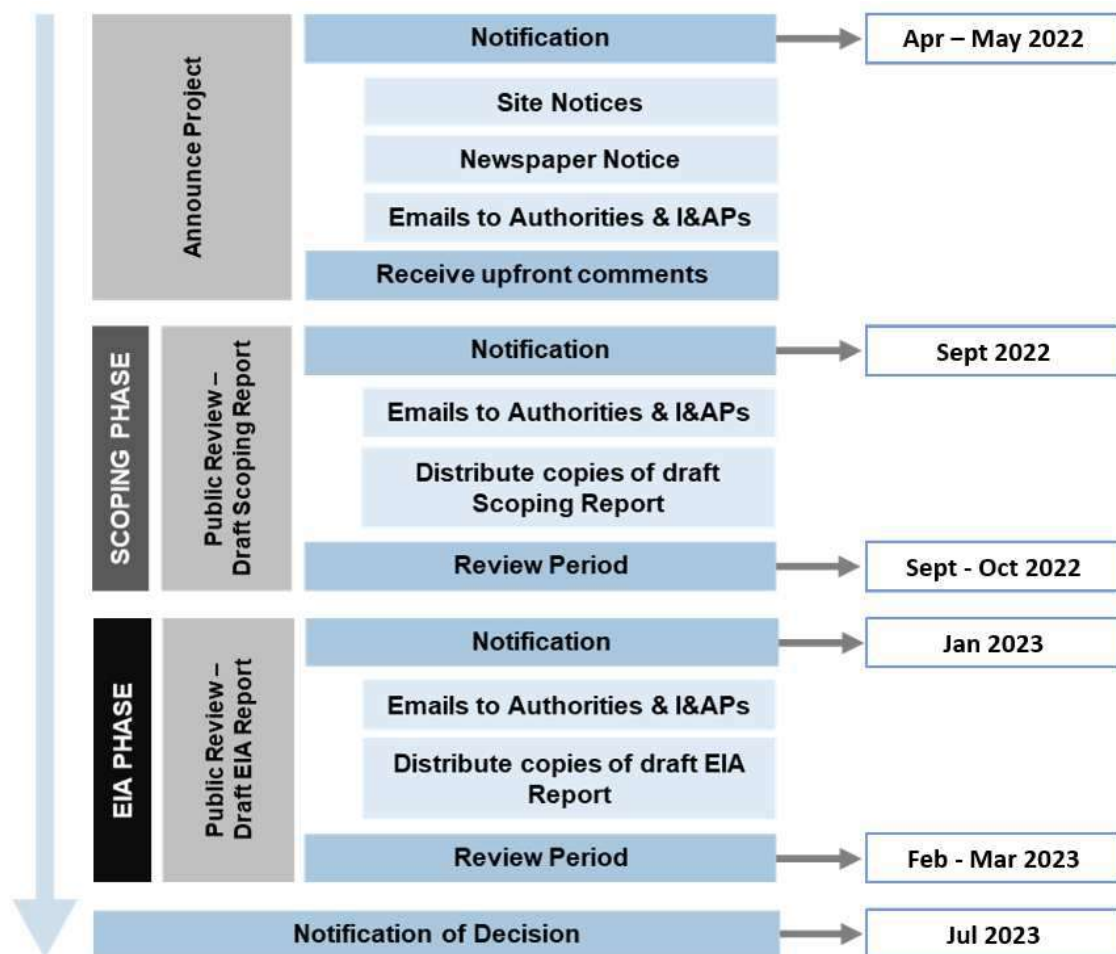 Announce Project
Notification
Apr – May 2022
Site Notices
Newspaper Notice
Emails to Authorities & I&APs
Receive upfront comments
SCOPING PHASE
Public Review –
Draft Scoping Report
Notification
Sept 2022
Emails to Authorities & I&APs
Distribute copies of draft
Scoping Report
Review Period
Sept - Oct 2022
EIA PHASE
Public Review –
Draft EIA Report
Notification
Jan 2023
Emails to Authorities & I&APs
Distribute copies of draft EIA
Report
Review Period
Feb - Mar 2023
Notification of Decision
Jul 2023